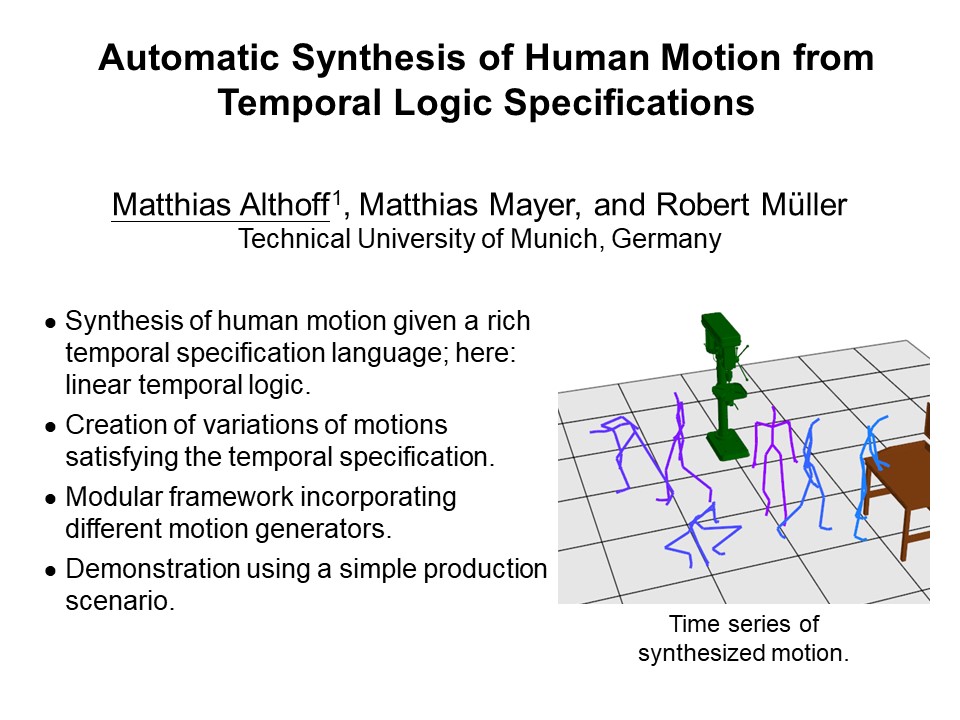 Automatic Synthesis of Human Motion from
Temporal Logic Specifications
Matthias Althoff¹, Matthias Mayer, and Robert Müller
Technical University of Munich, Germany
• Synthesis of human motion given a rich
temporal specification language; here:
linear temporal logic.
• Creation of variations of motions
satisfying the temporal specification.
• Modular framework incorporating
different motion generators.
• Demonstration using a simple production
scenario.
Time series of
synthesized motion.